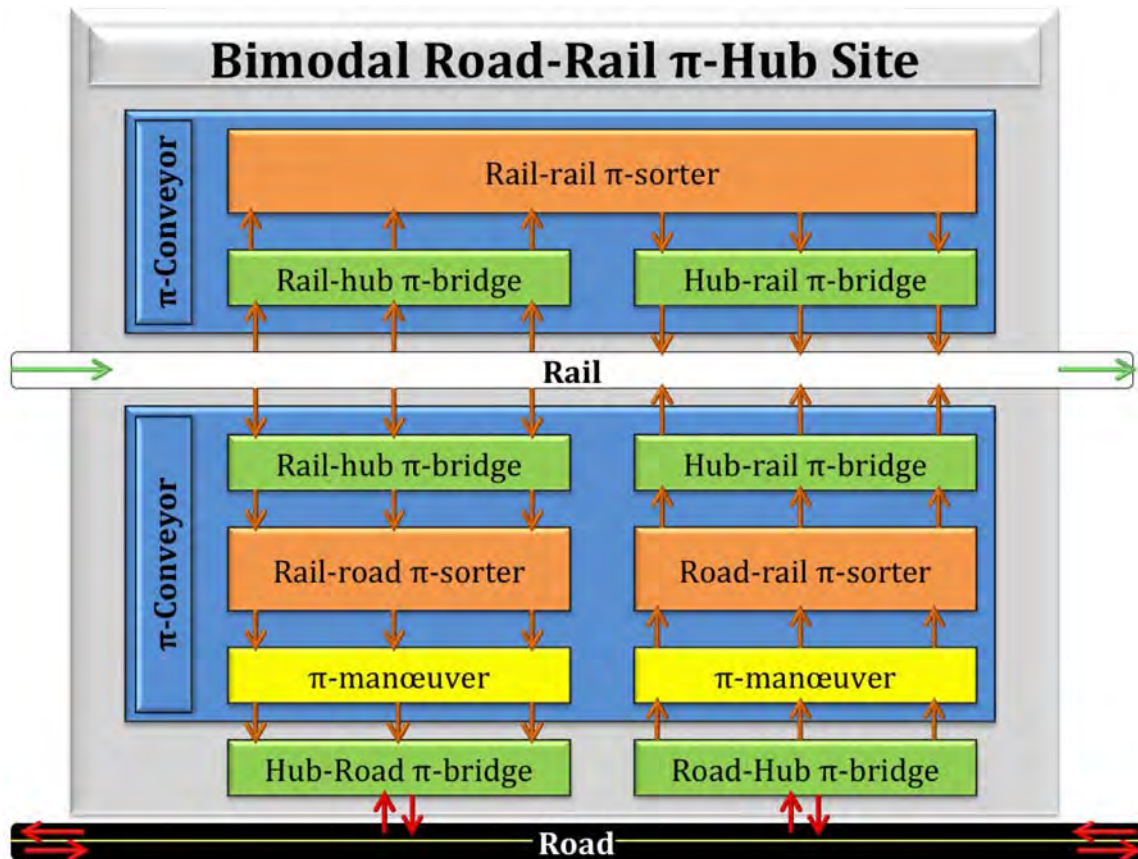 Bimodal Road-Rail π-Hub Site
π-Conveyor
Rail-rail π-sorter
Rail-hub π-bridge
Hub-rail π-bridge
Rail
π-Conveyor
Rail-hub π-bridge
Hub-rail π-bridge
Rail-road π-sorter
Road-rail π-sorter
π-manœuver
π-manœuver
Hub-Road π-bridge
Road-Hub π-bridge
Road